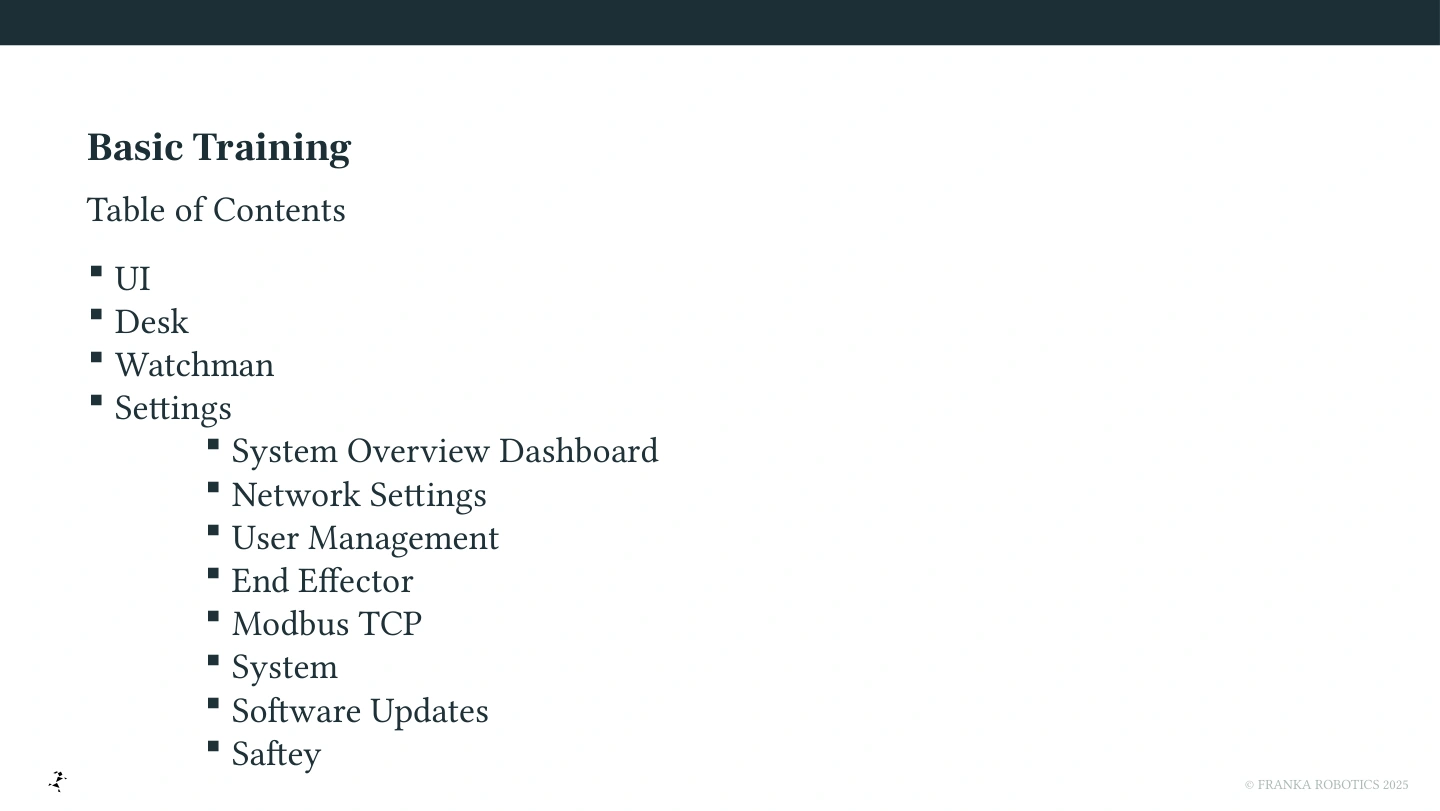 Basic Training
Table of Contents
▪ UI
▪ Desk
▪ Watchman
▪ Settings
▪ System Overview Dashboard
▪ Network Settings
▪ User Management
▪ End Effector
▪ Modbus TCP
▪ System
▪ Software Updates
▪ Saftey
© FRANKA ROBOTICS 2025